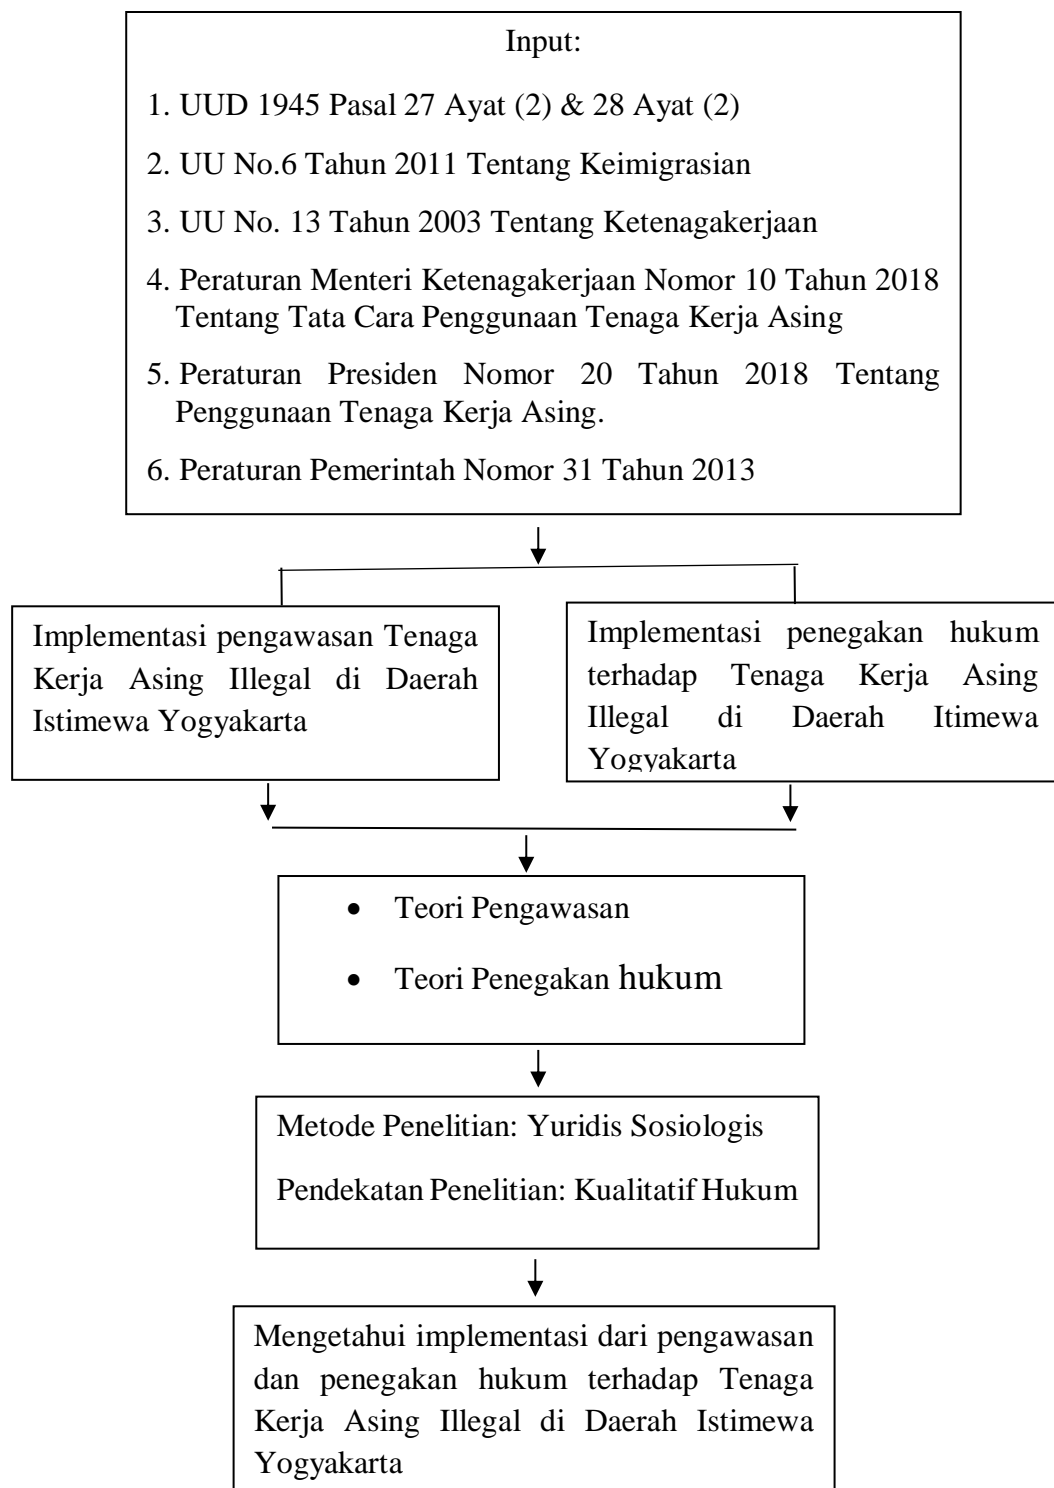 Input:
1. UUD 1945 Pasal 27 Ayat (2) & 28 Ayat (2)
2. UU No.6 Tahun 2011 Tentang Keimigrasian
3. UU No. 13 Tahun 2003 Tentang Ketenagakerjaan
4. Peraturan Menteri Ketenagakerjaan Nomor 10 Tahun 2018
Tentang Tata Cara Penggunaan Tenaga Kerja Asing
5. Peraturan Presiden Nomor 20 Tahun 2018 Tentang
Penggunaan Tenaga Kerja Asing.
6. Peraturan Pemerintah Nomor 31 Tahun 2013
Implementasi pengawasan Tenaga
Kerja Asing Illegal di Daerah
Istimewa Yogyakarta
Implementasi penegakan hukum
terhadap Tenaga Kerja Asing
Illegal di Daerah Itimewa
Yogyakarta
• Teori Pengawasan
• Teori Penegakan hukum
Metode Penelitian: Yuridis Sosiologis
Pendekatan Penelitian: Kualitatif Hukum
Mengetahui implementasi dari pengawasan
dan penegakan hukum terhadap Tenaga
Kerja Asing Illegal di Daerah Istimewa
Yogyakarta